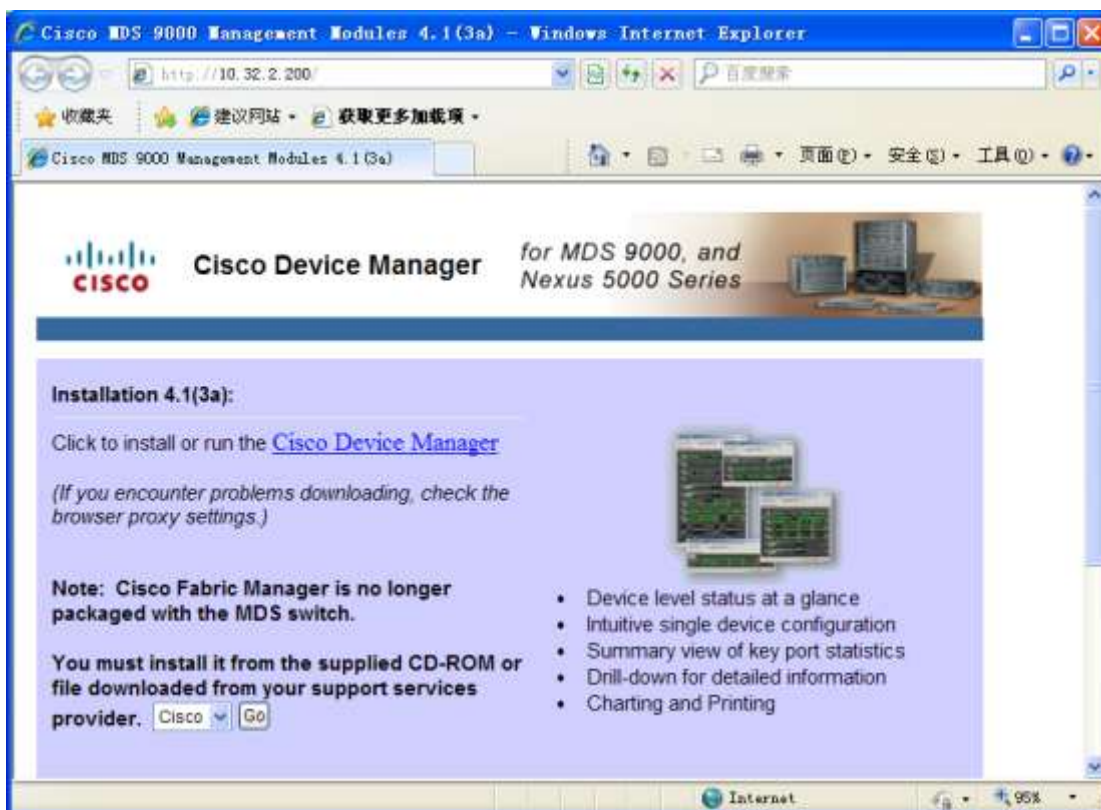 Cisco MDS 9000 Management Modules 4.1(3a) - Windows Internet Explorer
http://10.32.2.200/
百度搜索
收藏夹 建议网站 获取更多加载项
Cisco MDS 9000 Management Modules 4.1(3a)
页面(P) 安全(S) 工具(O)
CISCO
Cisco Device Manager
for MDS 9000, and
Nexus 5000 Series
Installation 4.1(3a):
Click to install or run the Cisco Device Manager
(If you encounter problems downloading, check the
browser proxy settings.)
Note: Cisco Fabric Manager is no longer
packaged with the MDS switch.
You must install it from the supplied CD-ROM or
file downloaded from your support services
provider. Cisco Go
• Device level status at a glance
• Intuitive single device configuration
• Summary view of key port statistics
• Drill-down for detailed information
• Charting and Printing
Internet
95%